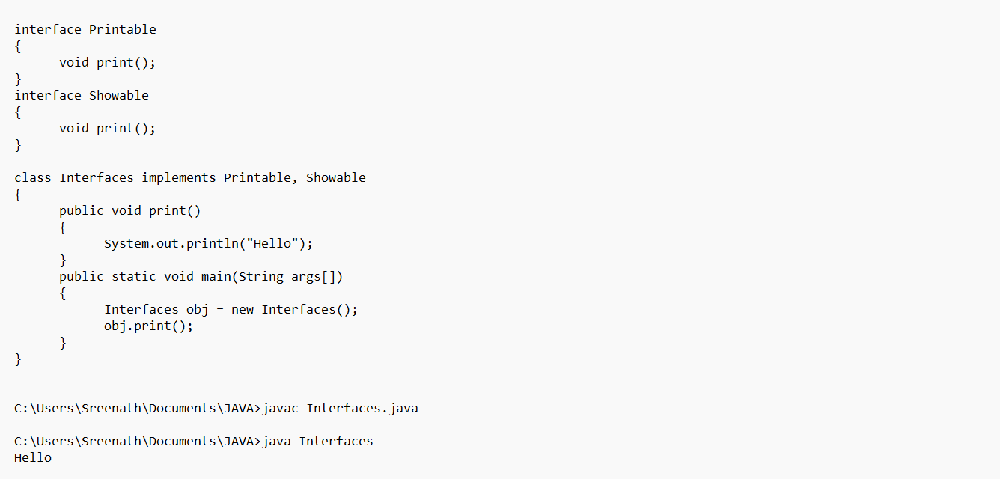 interface Printable
{
void print();
}
interface Showable
{
void print();
}
class Interfaces implements Printable, Showable
{
public void print()
{
System.out.println("Hello");
}
public static void main(String args[])
{
Interfaces obj = new Interfaces();
obj.print();
}
}
C:\Users\Sreenath\Documents\JAVA>javac Interfaces.java
C:\Users\Sreenath\Documents\JAVA>java Interfaces
Hello